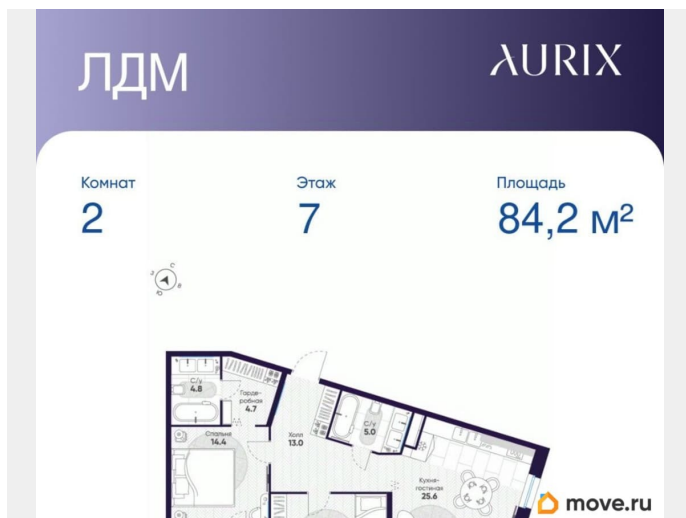 ЛДМ
AURIX
Комнат
2
Этаж
7
Площадь
84,2 м²
С
З
В
Ю
С/у
4.8
Гарде-
робная
4.7
Спальня
14.4
Холл
13.0
С/у
5.0
Кухня-
гостиная
25.6
move.ru